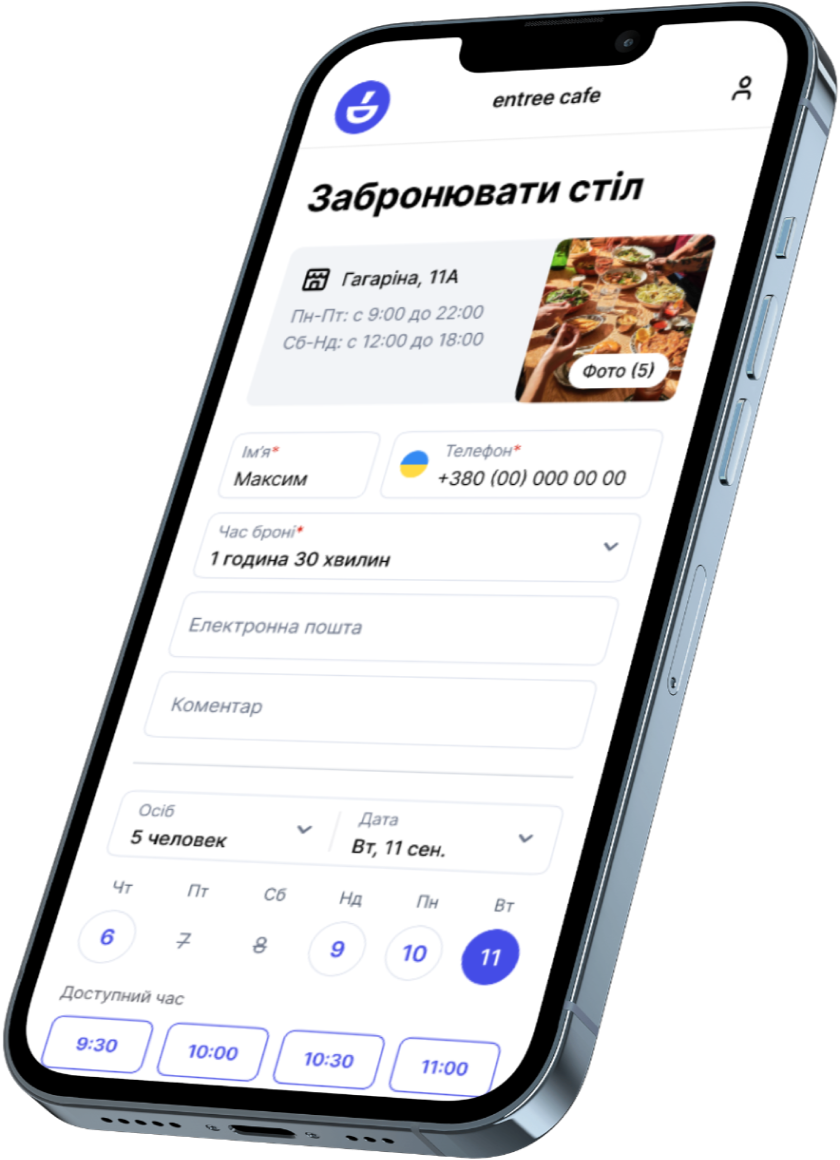 entree cafe
Забронювати стіл
Гагаріна, 11А
Пн-Пт: с 9:00 до 22:00
Сб-Нд: с 12:00 до 18:00
Фото (5)
Ім'я*
Максим
Телефон*
+380 (00) 000 00 00
Час броні*
1 година 30 хвилин
Електронна пошта
Коментар
Осіб
5 человек
Дата
Вт, 11 сен.
Чт Пт Сб Нд Пн Вт
6 7 8 9 10 11
Доступний час
9:30 10:00 10:30 11:00